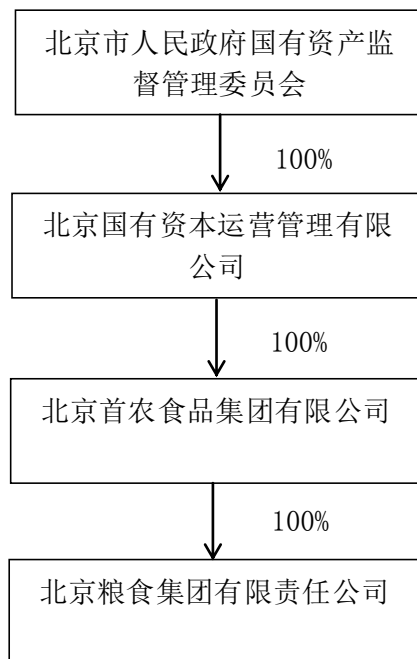 北京市人民政府国有资产监
督管理委员会
100%
北京国有资本运营管理有限
公司
100%
北京首农食品集团有限公司
100%
北京粮食集团有限责任公司